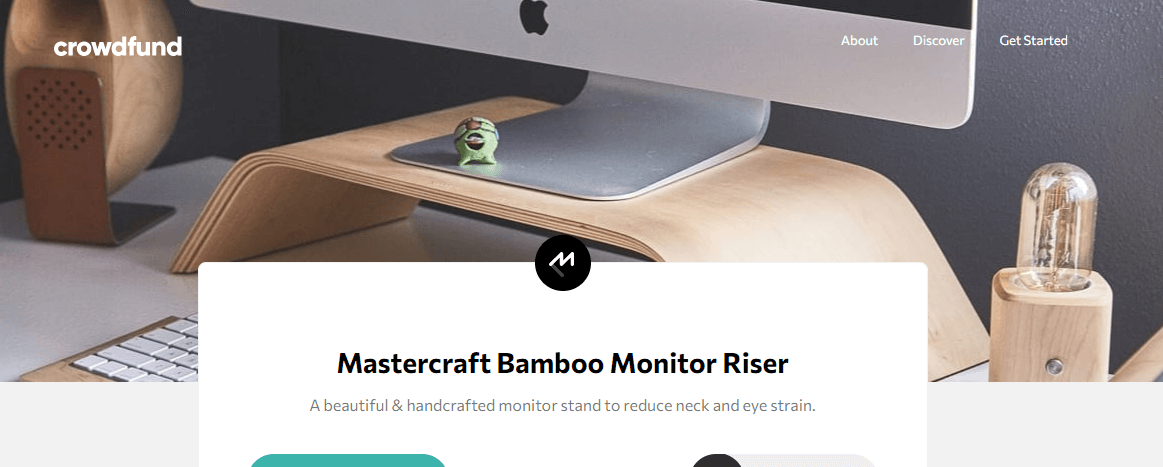 crowdfund
About Discover Get Started
Mastercraft Bamboo Monitor Riser
A beautiful & handcrafted monitor stand to reduce neck and eye strain.